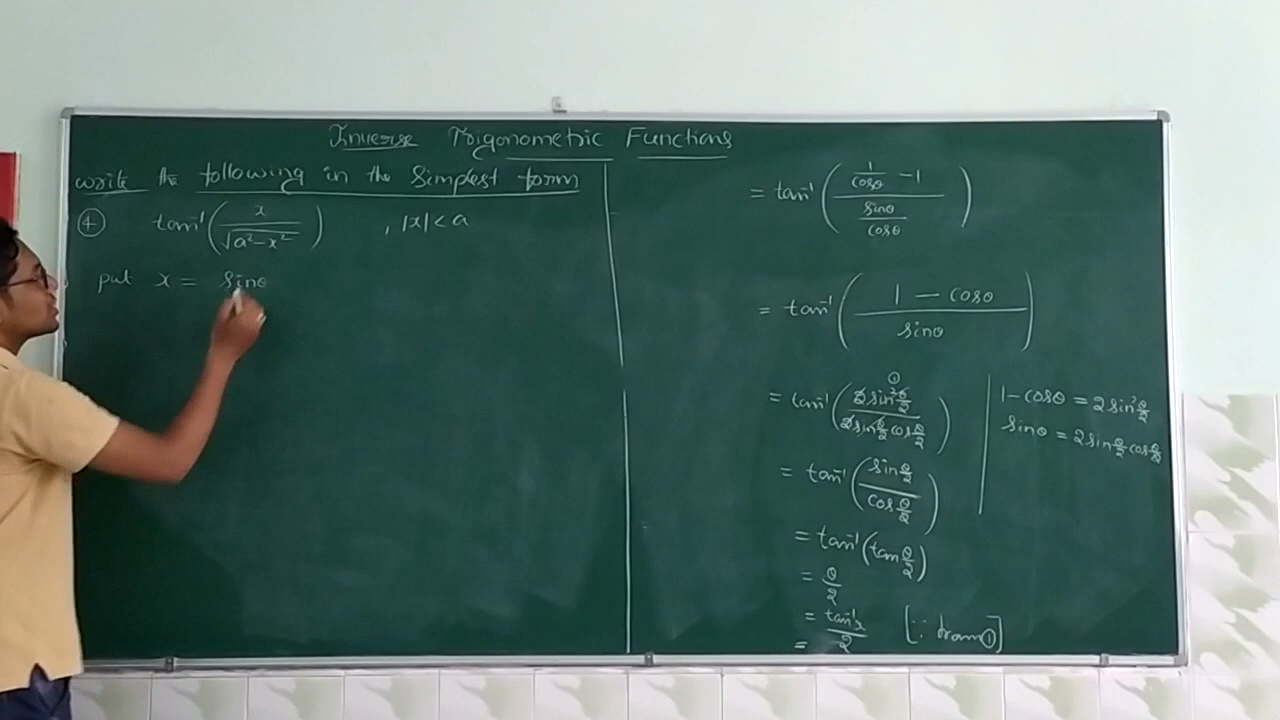 Inverse Trigonometric Functions
Write the following in the Simplest form
④ tan⁻¹(x/√(a²-x²)) , |x|<a
put x = sinθ
= tan⁻¹((1/cosθ - 1)/(sinθ/cosθ))
= tan⁻¹((1 - cosθ)/sinθ)
= tan⁻¹((2sin²θ/2)/(2sinθ/2 cosθ/2))
①
1-cosθ = 2sin²θ/2
sinθ = 2sinθ/2 cosθ/2
= tan⁻¹((sinθ/2)/(cosθ/2))
= tan⁻¹(tanθ/2)
= θ/2
= tan⁻¹x/2 [∵ from①]
=